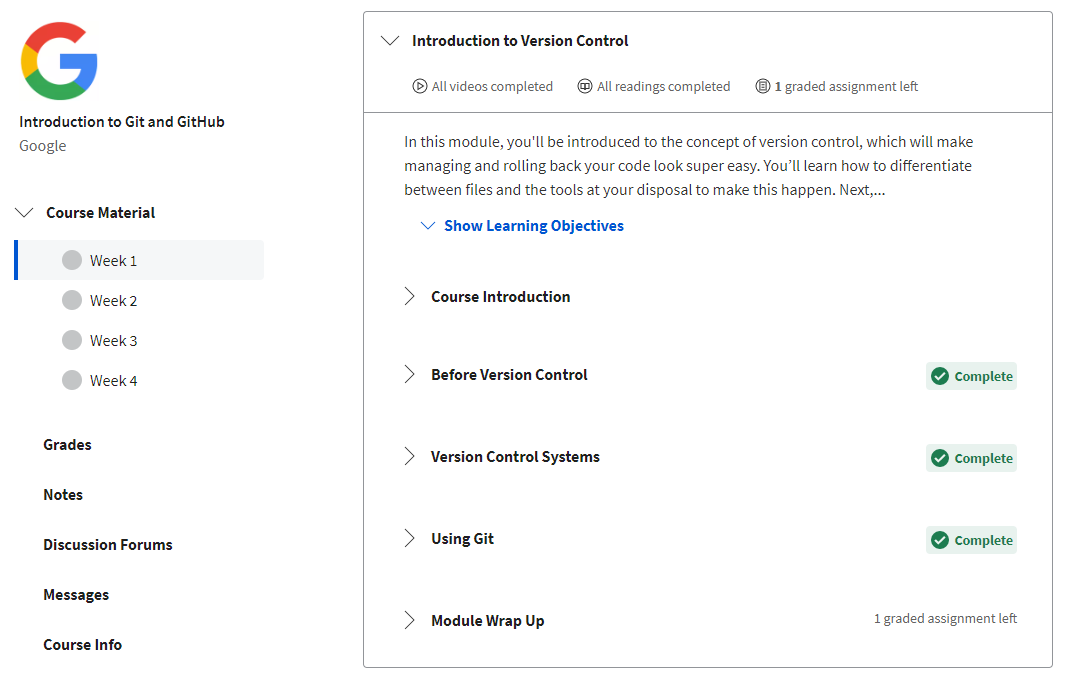 Introduction to Git and GitHub
Google
Course Material
Week 1
Week 2
Week 3
Week 4
Grades
Notes
Discussion Forums
Messages
Course Info
Introduction to Version Control
All videos completed
All readings completed
1 graded assignment left
In this module, you'll be introduced to the concept of version control, which will make
managing and rolling back your code look super easy. You’ll learn how to differentiate
between files and the tools at your disposal to make this happen. Next,...
Show Learning Objectives
Course Introduction
Before Version Control
Complete
Version Control Systems
Complete
Using Git
Complete
Module Wrap Up
1 graded assignment left